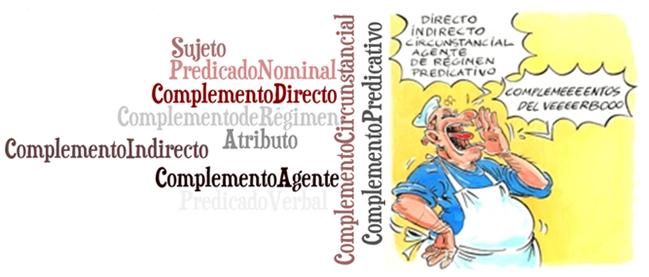 Sujeto
PredicadoNominal
ComplementoDirecto
ComplementodeRégimen
Atributo
ComplementoIndirecto
ComplementoAgente
PredicadoVerbal
ComplementoCircunstancial
ComplementoPredicativo
DIRECTO
INDIRECTO
CIRCUNSTANCIAL
AGENTE
DE RÉGIMEN
PREDICATIVO
COMPLEMEEEENTOS
DEL VEEEERBOOO